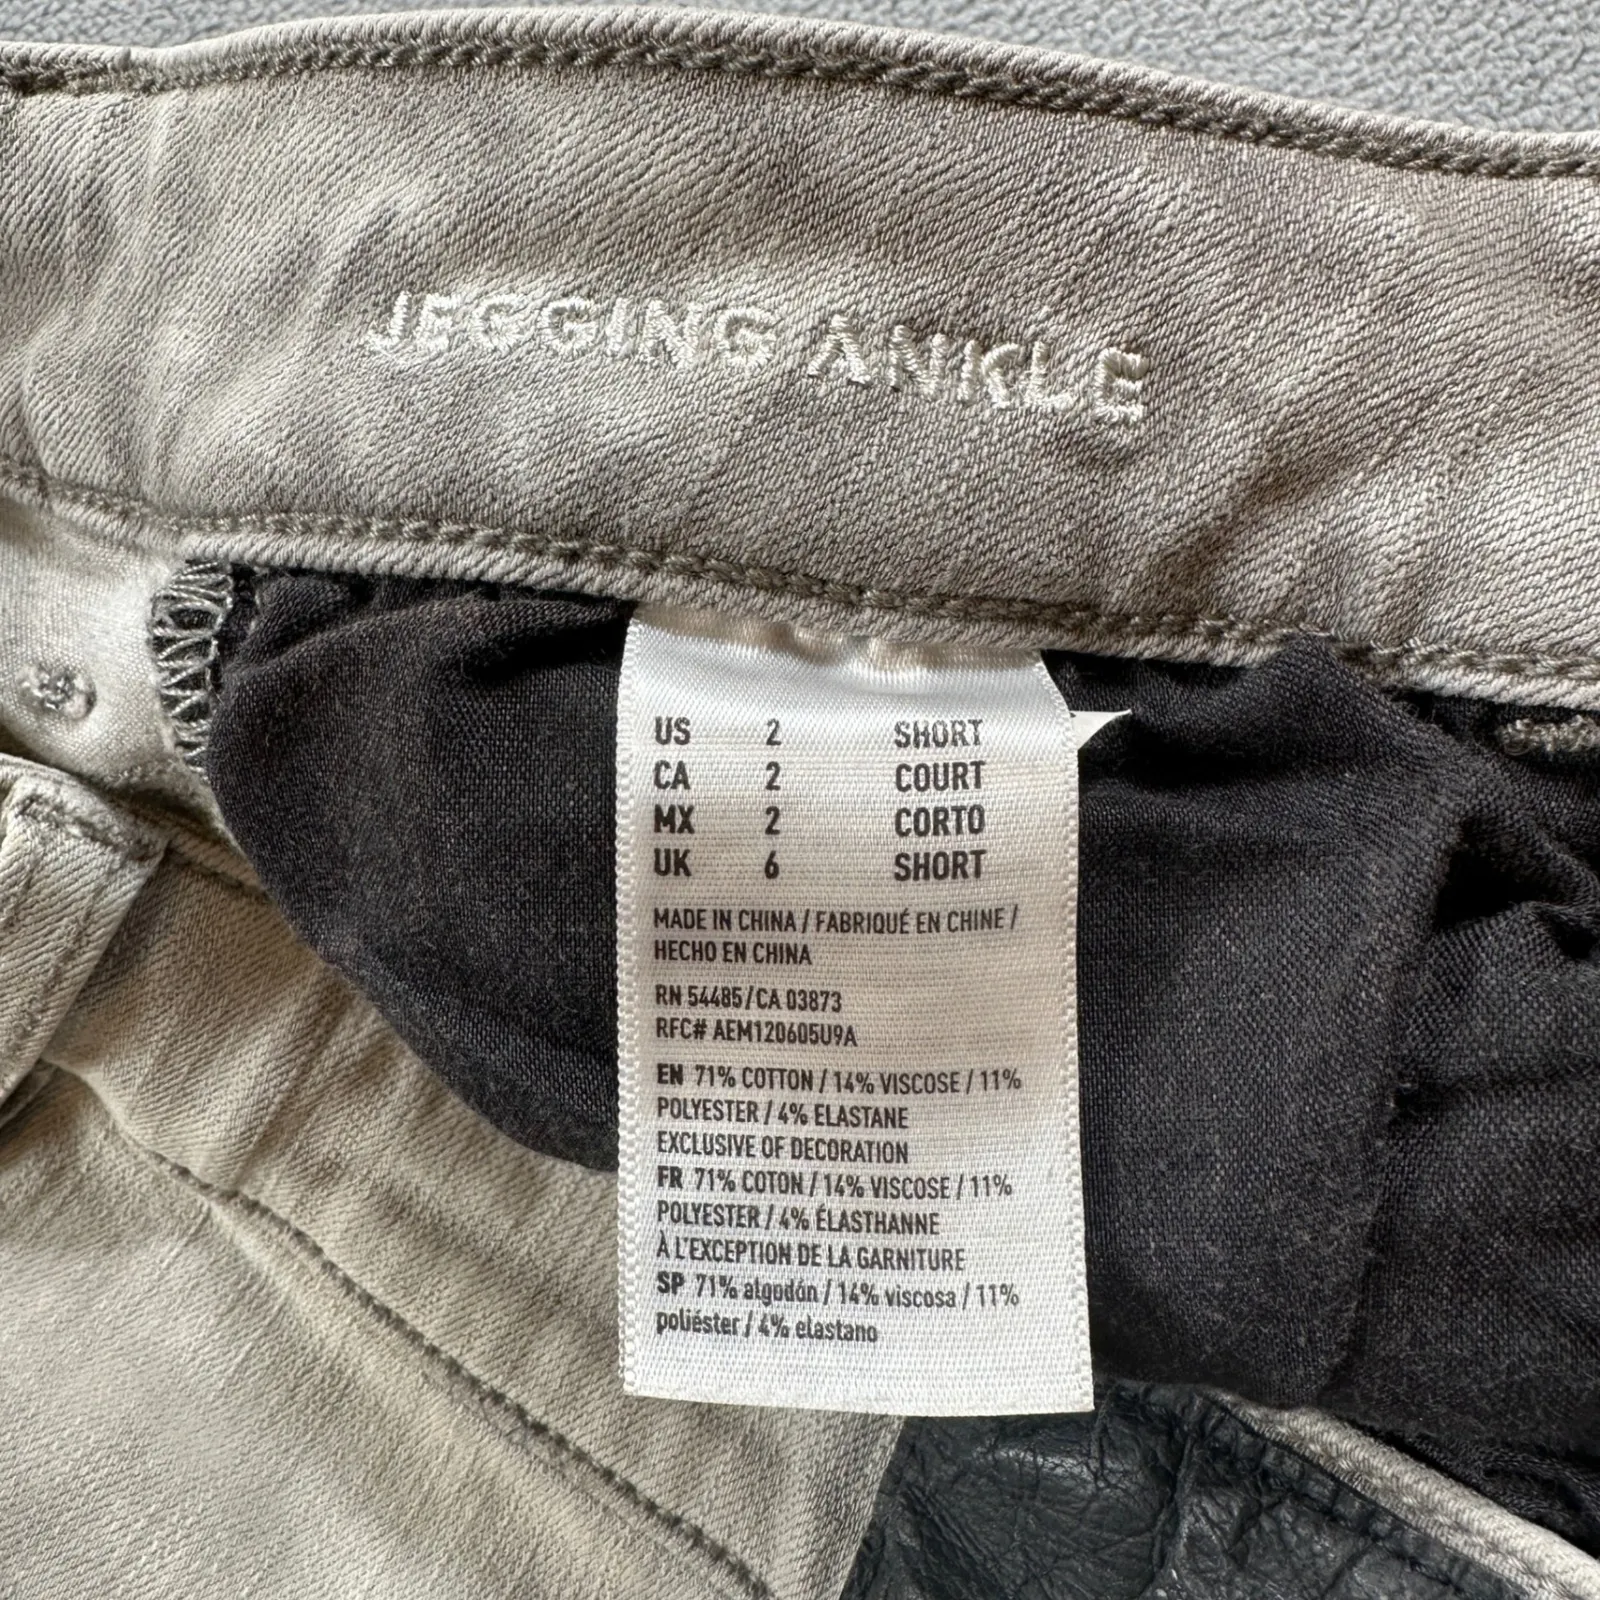 JEGGING ANKLE
US 2 SHORT
CA 2 COURT
MX 2 CORTO
UK 6 SHORT
MADE IN CHINA / FABRIQUÉ EN CHINE /
HECHO EN CHINA
RN 54485/CA 03873
RFC# AEM120605U9A
EN 71% COTTON / 14% VISCOSE / 11%
POLYESTER / 4% ELASTANE
EXCLUSIVE OF DECORATION
FR 71% COTON / 14% VISCOSE / 11%
POLYESTER / 4% ÉLASTHANNE
À L'EXCEPTION DE LA GARNITURE
SP 71% algodón / 14% viscosa / 11%
poliéster / 4% elastano